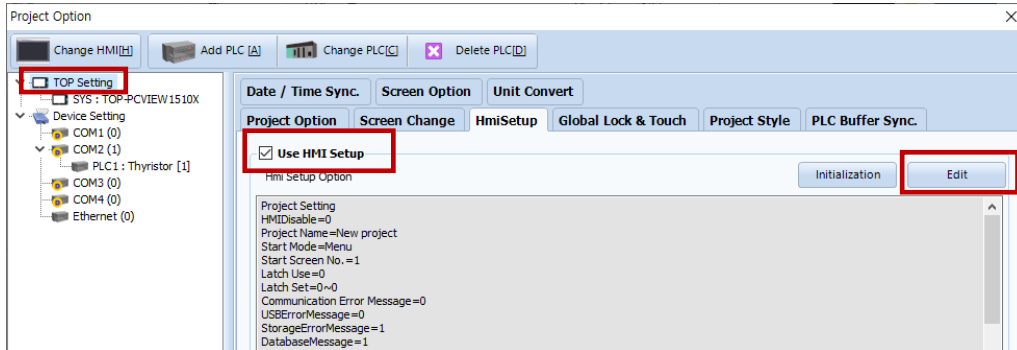 Project Option
Change HMI[H]
Add PLC [A]
Change PLC[C]
Delete PLC[D]
TOP Setting
SYS : TOP-PCVIEW1510X
Device Setting
COM1 (0)
COM2 (1)
PLC1 : Thyristor [1]
COM3 (0)
COM4 (0)
Ethernet (0)
Date / Time Sync.
Screen Option
Unit Convert
Project Option
Screen Change
HmiSetup
Global Lock & Touch
Project Style
PLC Buffer Sync.
Use HMI Setup
Hmi Setup Option
Initialization
Edit
Project Setting
HMIDisable=0
Project Name=New project
Start Mode=Menu
Start Screen No.=1
Latch Use=0
Latch Set=0~0
Communication Error Message=0
USBErrorMessage=0
StorageErrorMessage=1
DatabaseMessage=1